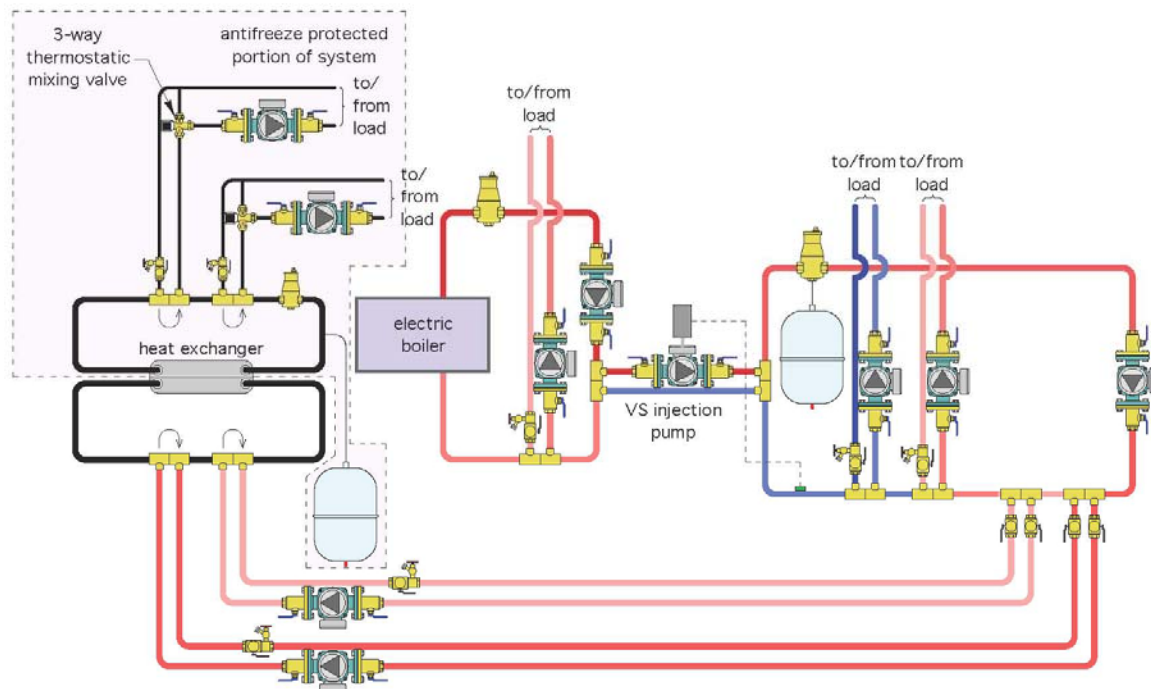 3-way
thermostatic
mixing valve
antifreeze protected
portion of system
to/
from
load
to/
from
load
heat exchanger
electric
boiler
to/from
load
VS injection
pump
to/from
load
to/from
load